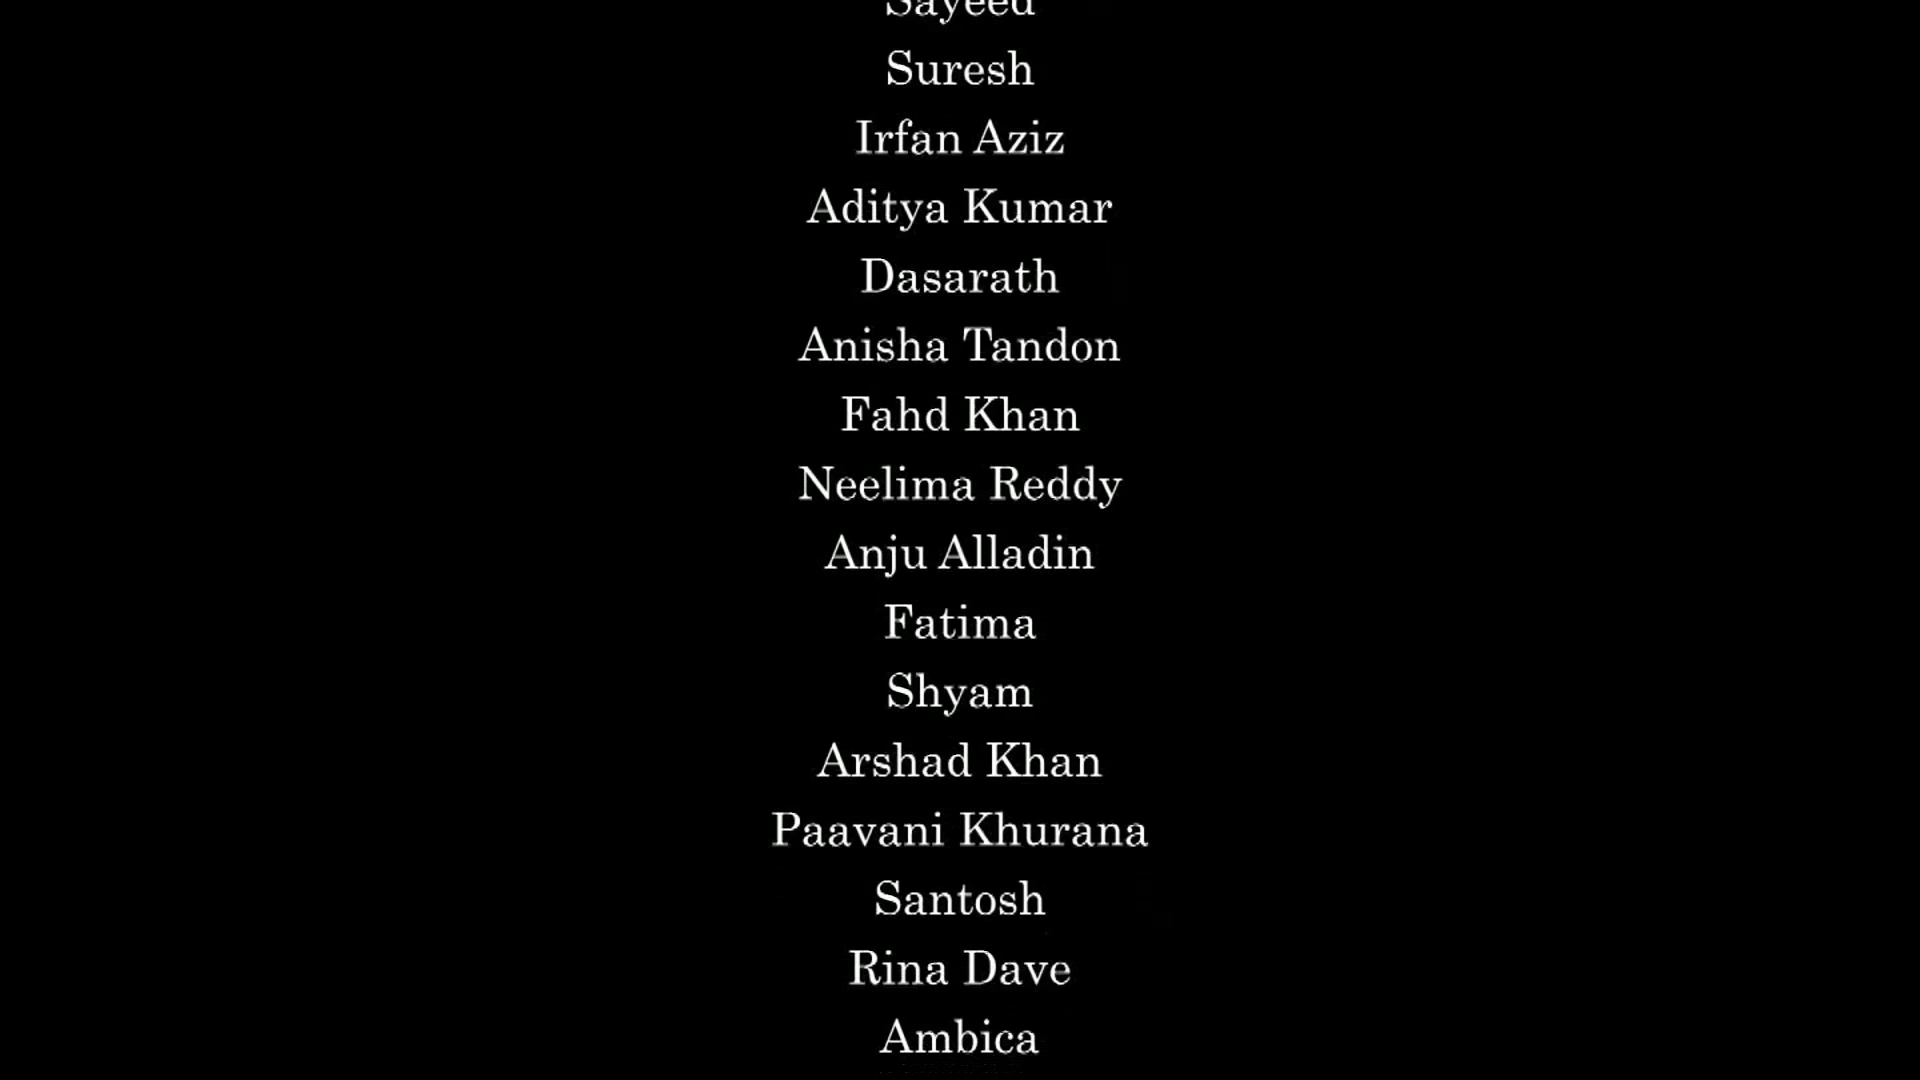 Sayeed
Suresh
Irfan Aziz
Aditya Kumar
Dasarath
Anisha Tandon
Fahd Khan
Neelima Reddy
Anju Alladin
Fatima
Shyam
Arshad Khan
Paavani Khurana
Santosh
Rina Dave
Ambica